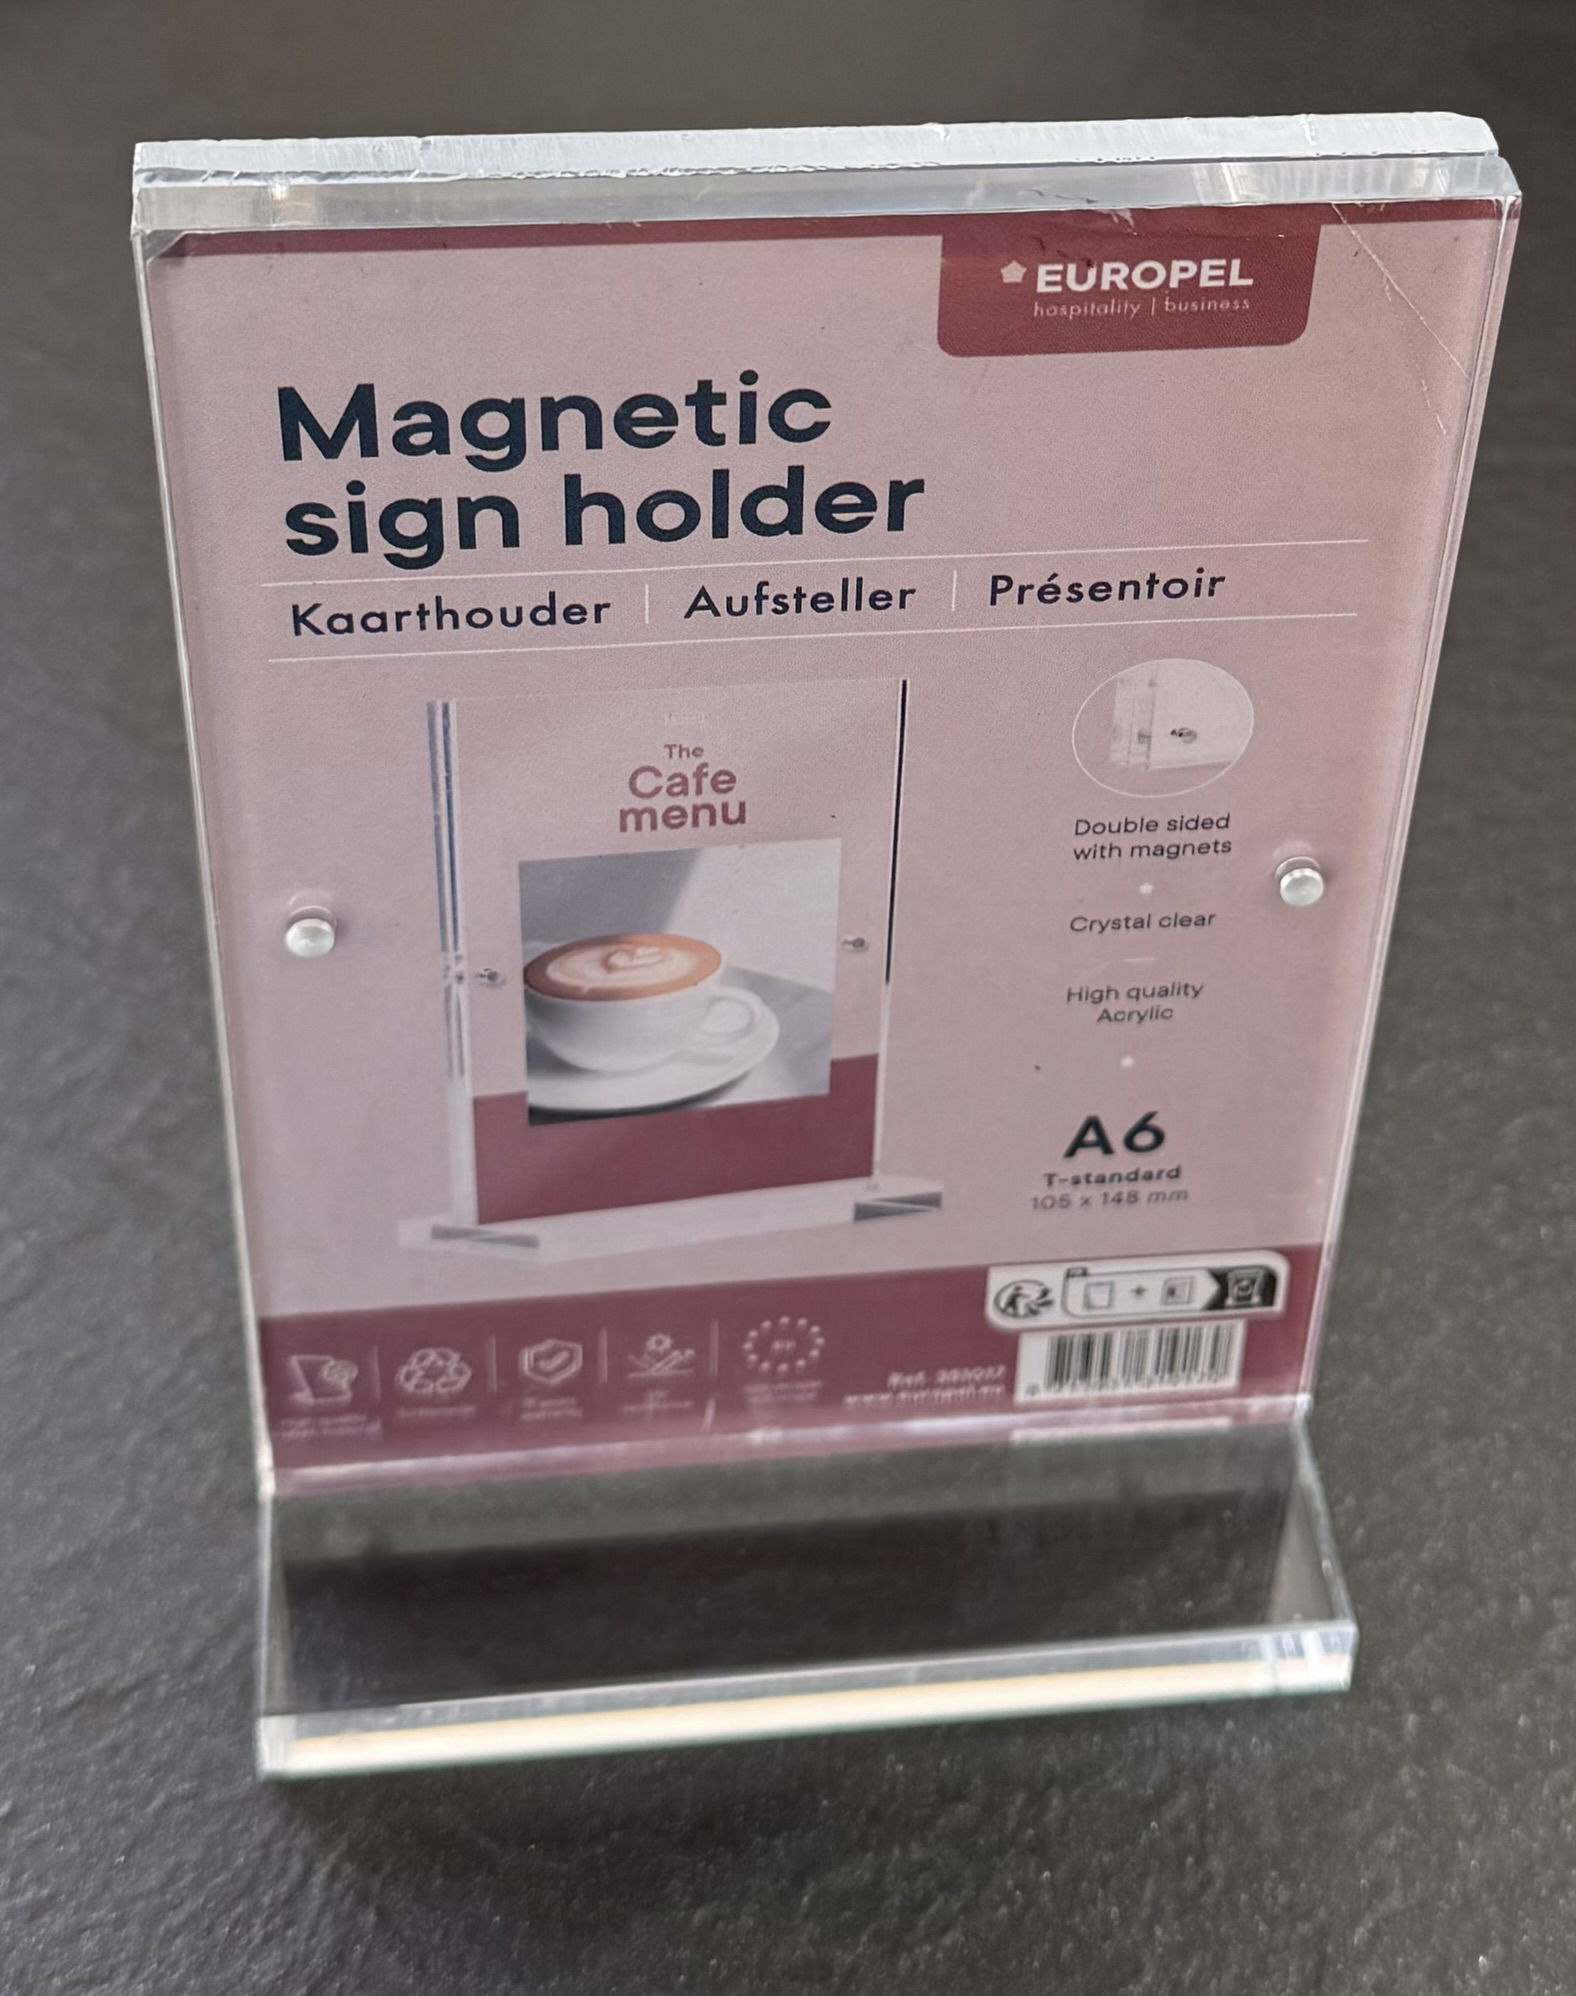 EUROPEL
hospitality | business
Magnetic
sign holder
Kaarthouder | Aufsteller | Présentoir
The
Cafe
menu
Double sided
with magnets
Crystal clear
High quality
Acrylic
A6
T-standard
105 x 148 mm